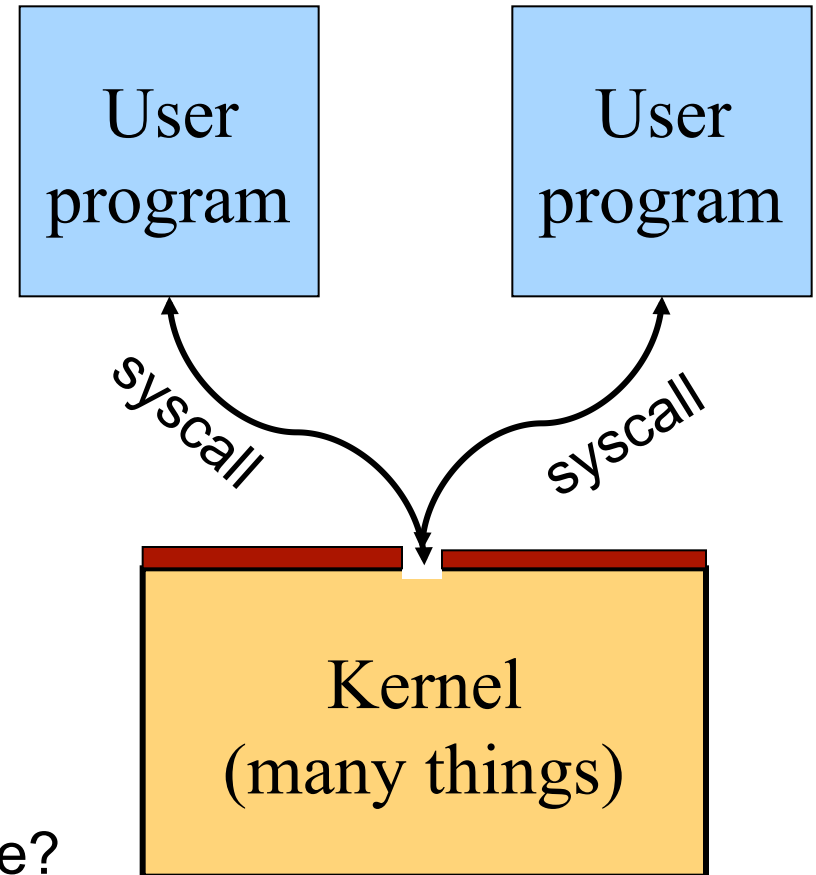 User
program
User
program
syscall
syscall
Kernel
(many things)
e?